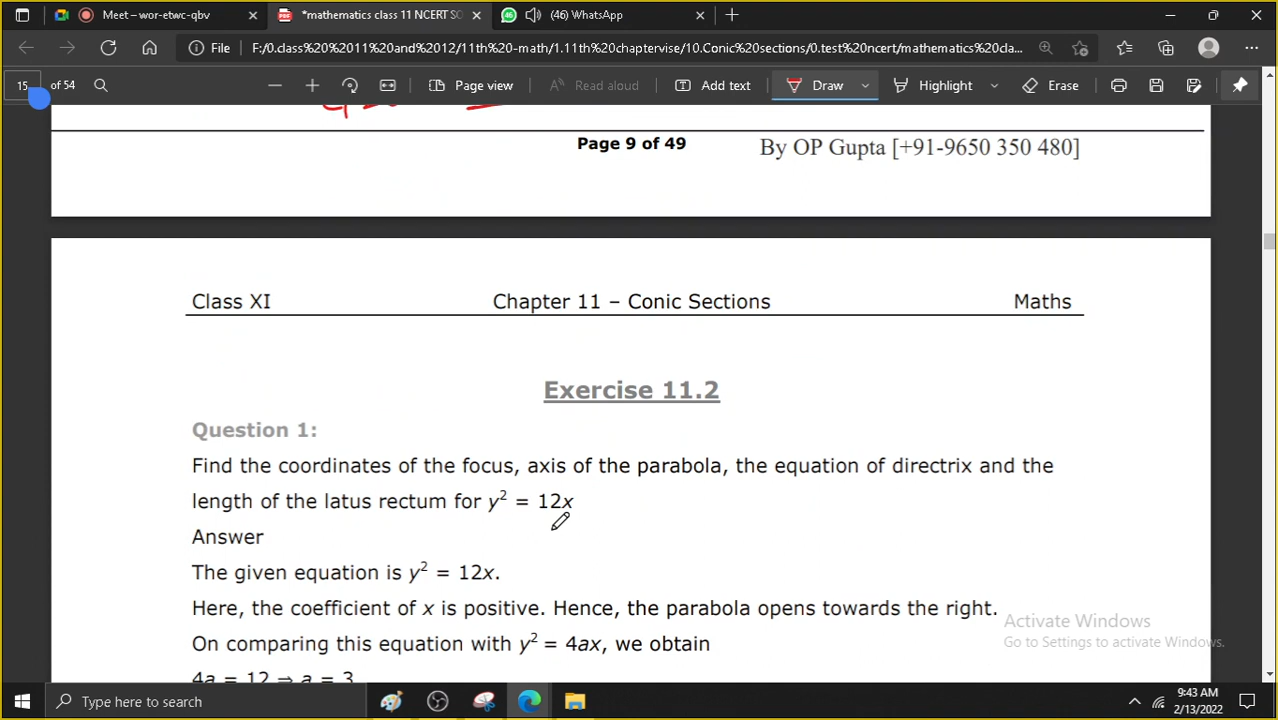 Meet – wor-etwc-qbv
*mathematics class 11 NCERT SO
46
(46) WhatsApp
File
F:/0.class%20%2011%20and%2012/11th%20-math/1.11th%20chaptervise/10.Conic%20sections/0.test%20ncert/mathematics%20cla...
15 of 54
Page view
Read aloud
Add text
Draw
Highlight
Erase
Page 9 of 49
By OP Gupta [+91-9650 350 480]
Class XI
Chapter 11 – Conic Sections
Maths
Exercise 11.2
Question 1:
Find the coordinates of the focus, axis of the parabola, the equation of directrix and the
length of the latus rectum for y² = 12x
Answer
The given equation is y² = 12x.
Here, the coefficient of x is positive. Hence, the parabola opens towards the right.
On comparing this equation with y² = 4ax, we obtain
4a = 12 ⇒ a = 3
Activate Windows
Go to Settings to activate Windows.
Type here to search
9:43 AM
2/13/2022